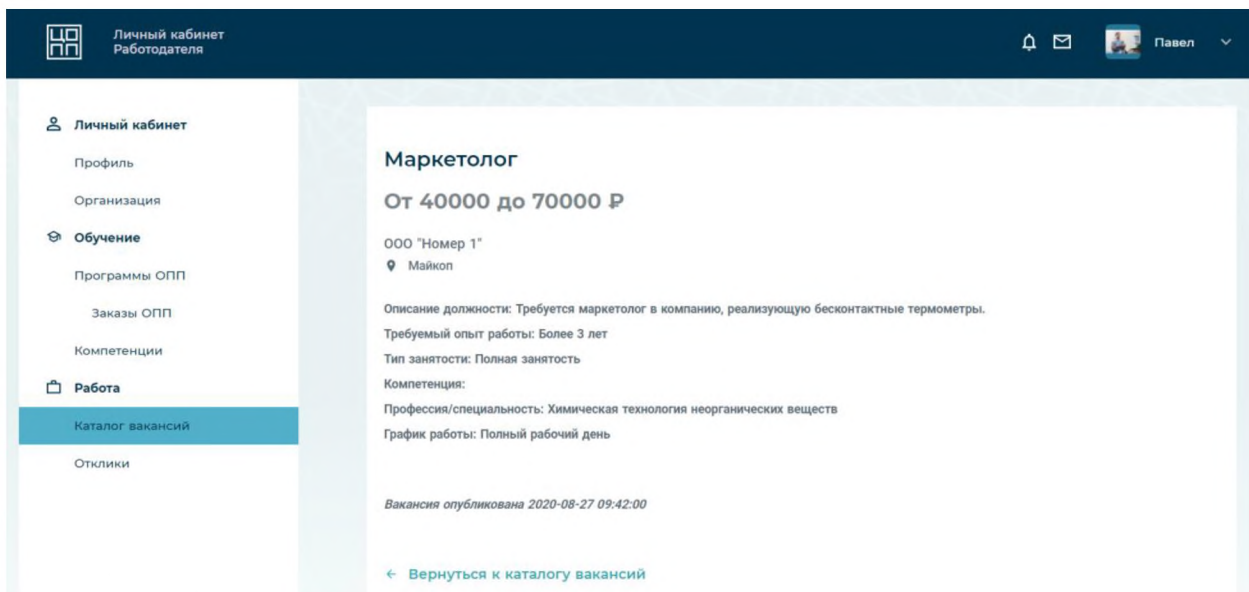 ЦОПП
Личный кабинет
Работодателя
Павел
Личный кабинет
Профиль
Организация
Обучение
Программы ОПП
Заказы ОПП
Компетенции
Работа
Каталог вакансий
Отклики
Маркетолог
От 40000 до 70000 ₽
ООО "Номер 1"
Майкоп
Описание должности: Требуется маркетолог в компанию, реализующую бесконтактные термометры.
Требуемый опыт работы: Более 3 лет
Тип занятости: Полная занятость
Компетенция:
Профессия/специальность: Химическая технология неорганических веществ
График работы: Полный рабочий день
Вакансия опубликована 2020-08-27 09:42:00
← Вернуться к каталогу вакансий